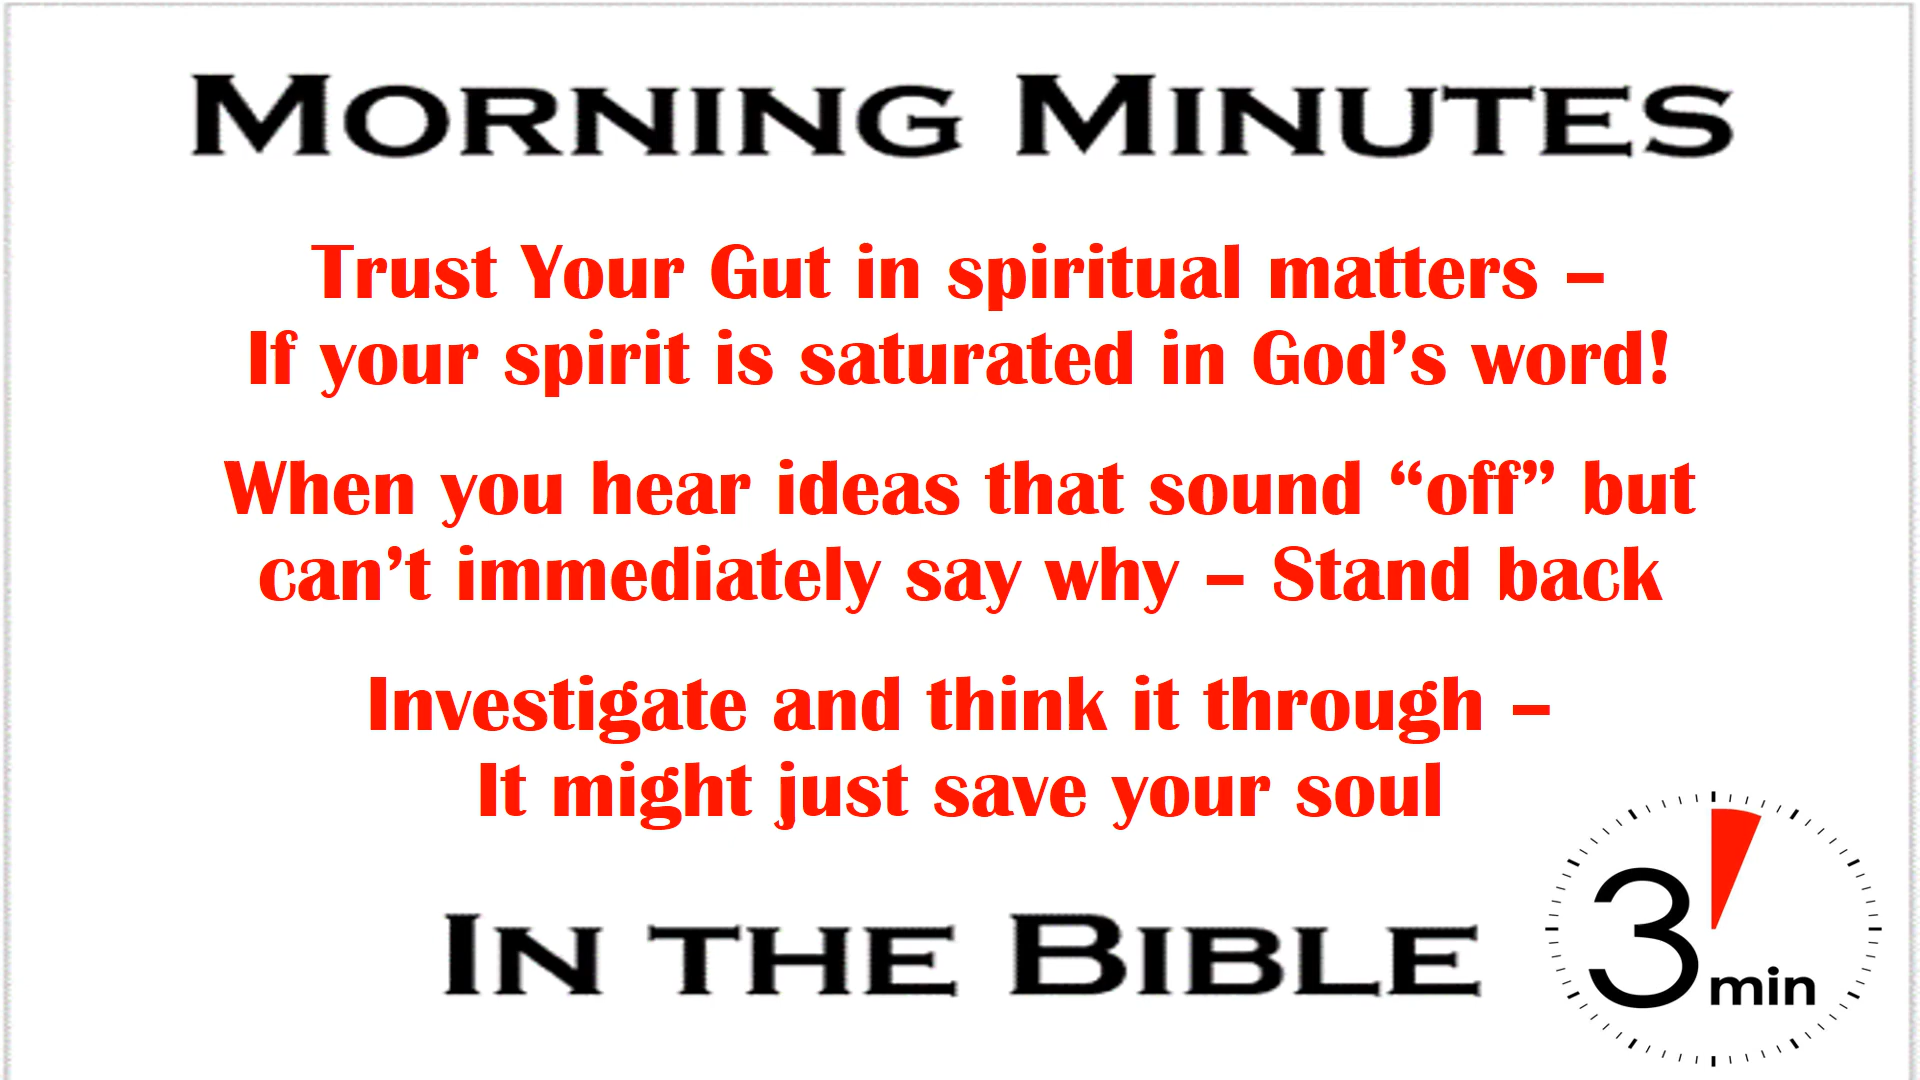 Morning Minutes
Trust Your Gut in spiritual matters –
If your spirit is saturated in God’s word!
When you hear ideas that sound “off” but
can’t immediately say why – Stand back
Investigate and think it through –
It might just save your soul
In the Bible
3 min